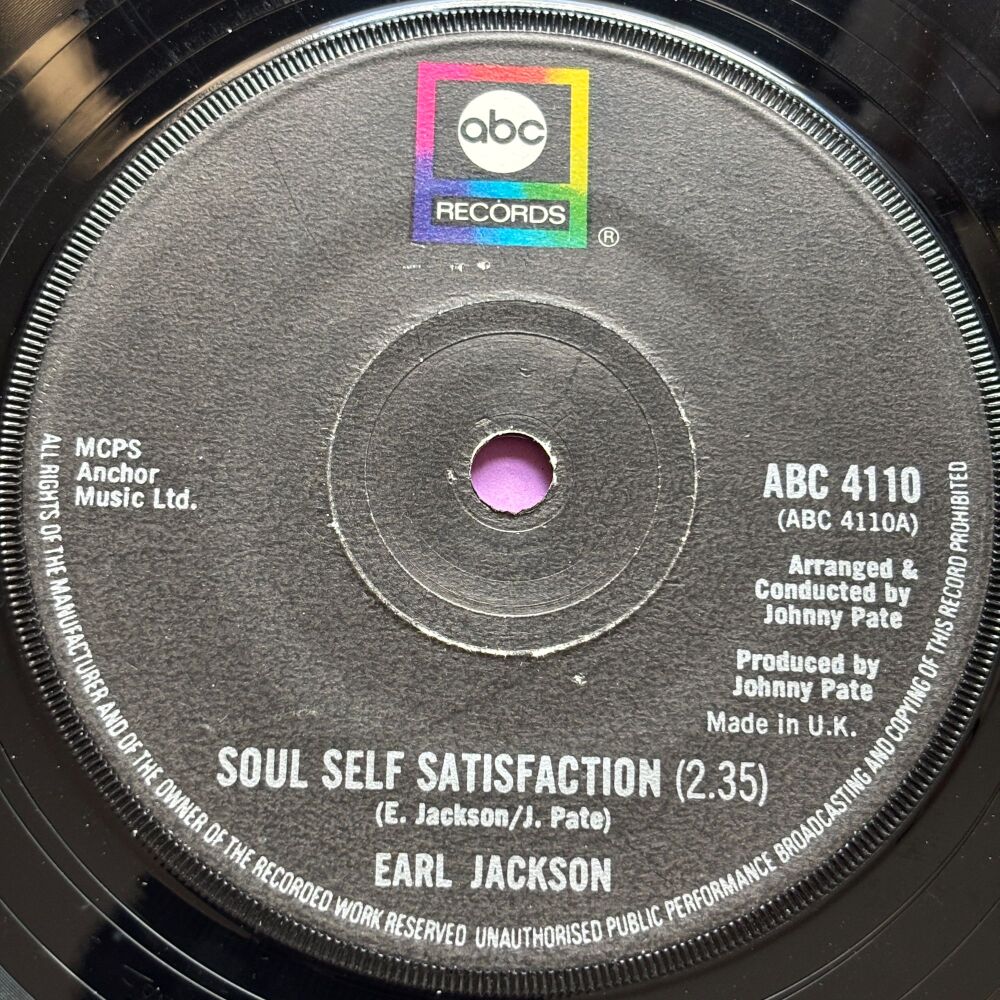 abc
RECORDS
®
MCPS
Anchor
Music Ltd.
ABC 4110
(ABC 4110A)
Arranged &
Conducted by
Johnny Pate
Produced by
Johnny Pate
Made in U.K.
SOUL SELF SATISFACTION (2.35)
(E. Jackson/J. Pate)
EARL JACKSON
ALL RIGHTS OF THE MANUFACTURER AND OF THE OWNER OF THE RECORDED WORK RESERVED UNAUTHORISED PUBLIC PERFORMANCE BROADCASTING AND COPYING OF THIS RECORD PROHIBITED